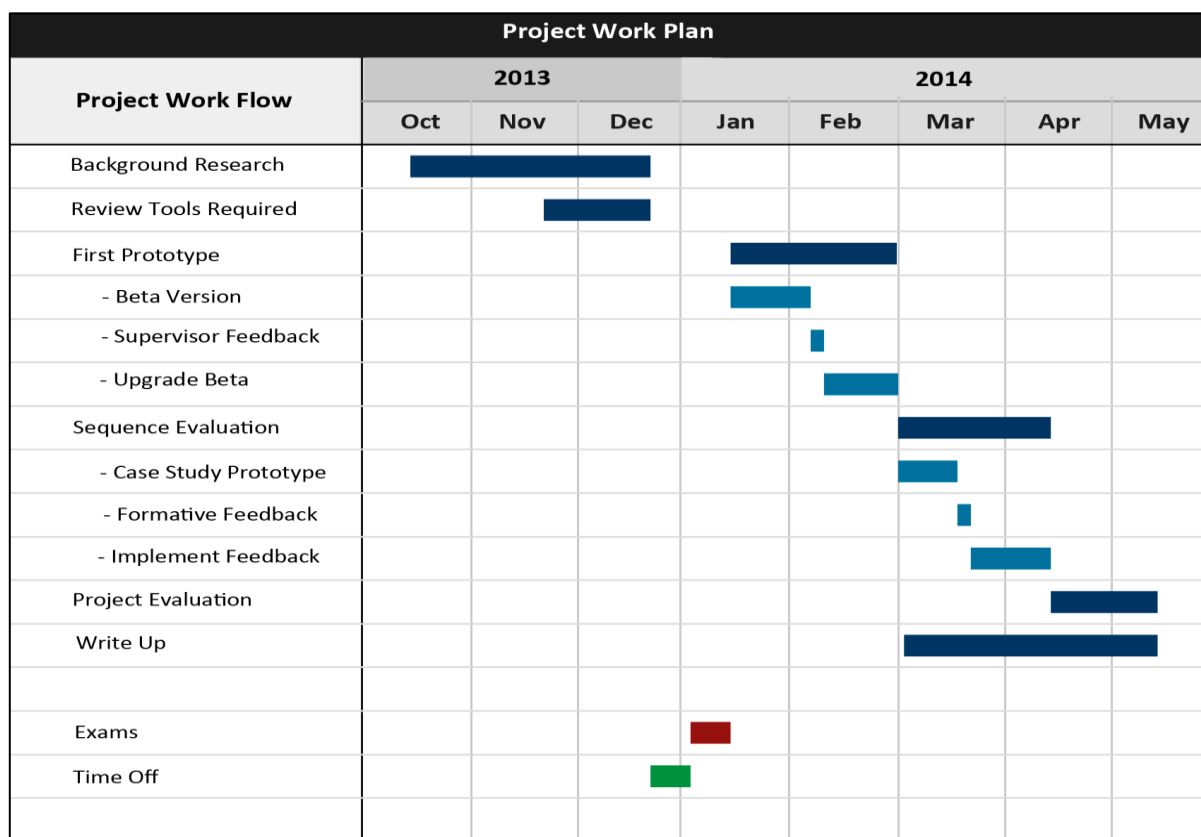 Project Work Plan
Project Work Flow
2013
2014
Oct Nov Dec Jan Feb Mar Apr May
Background Research
Review Tools Required
First Prototype
- Beta Version
- Supervisor Feedback
- Upgrade Beta
Sequence Evaluation
- Case Study Prototype
- Formative Feedback
- Implement Feedback
Project Evaluation
Write Up
Exams
Time Off